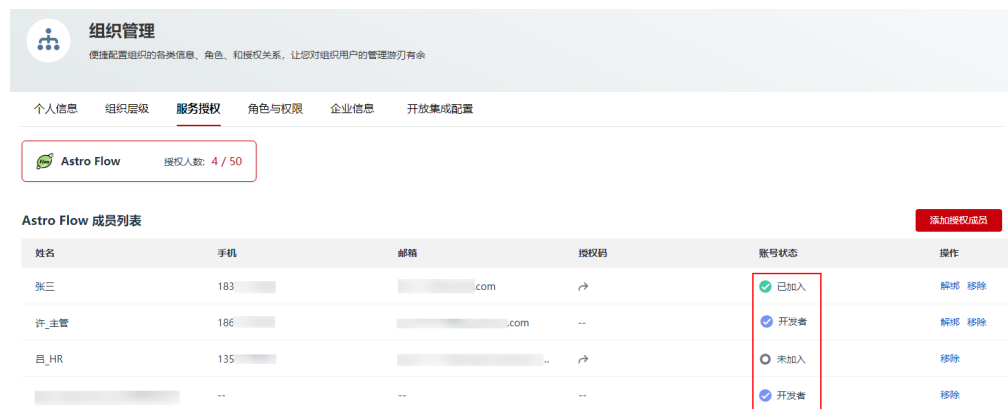 组织管理
便捷配置组织的各类信息、角色、和授权关系，让您对组织用户的管理游刃有余
个人信息 组织层级 服务授权 角色与权限 企业信息 开放集成配置
Astro Flow 授权人数: 4 / 50
Astro Flow 成员列表 添加授权成员
姓名 手机 邮箱 授权码 账号状态 操作
张三 183 .com 已加入 解绑 移除
许_主管 186 .com -- 开发者 解绑 移除
吕_HR 135 .. 未加入 移除
-- -- -- 开发者 移除